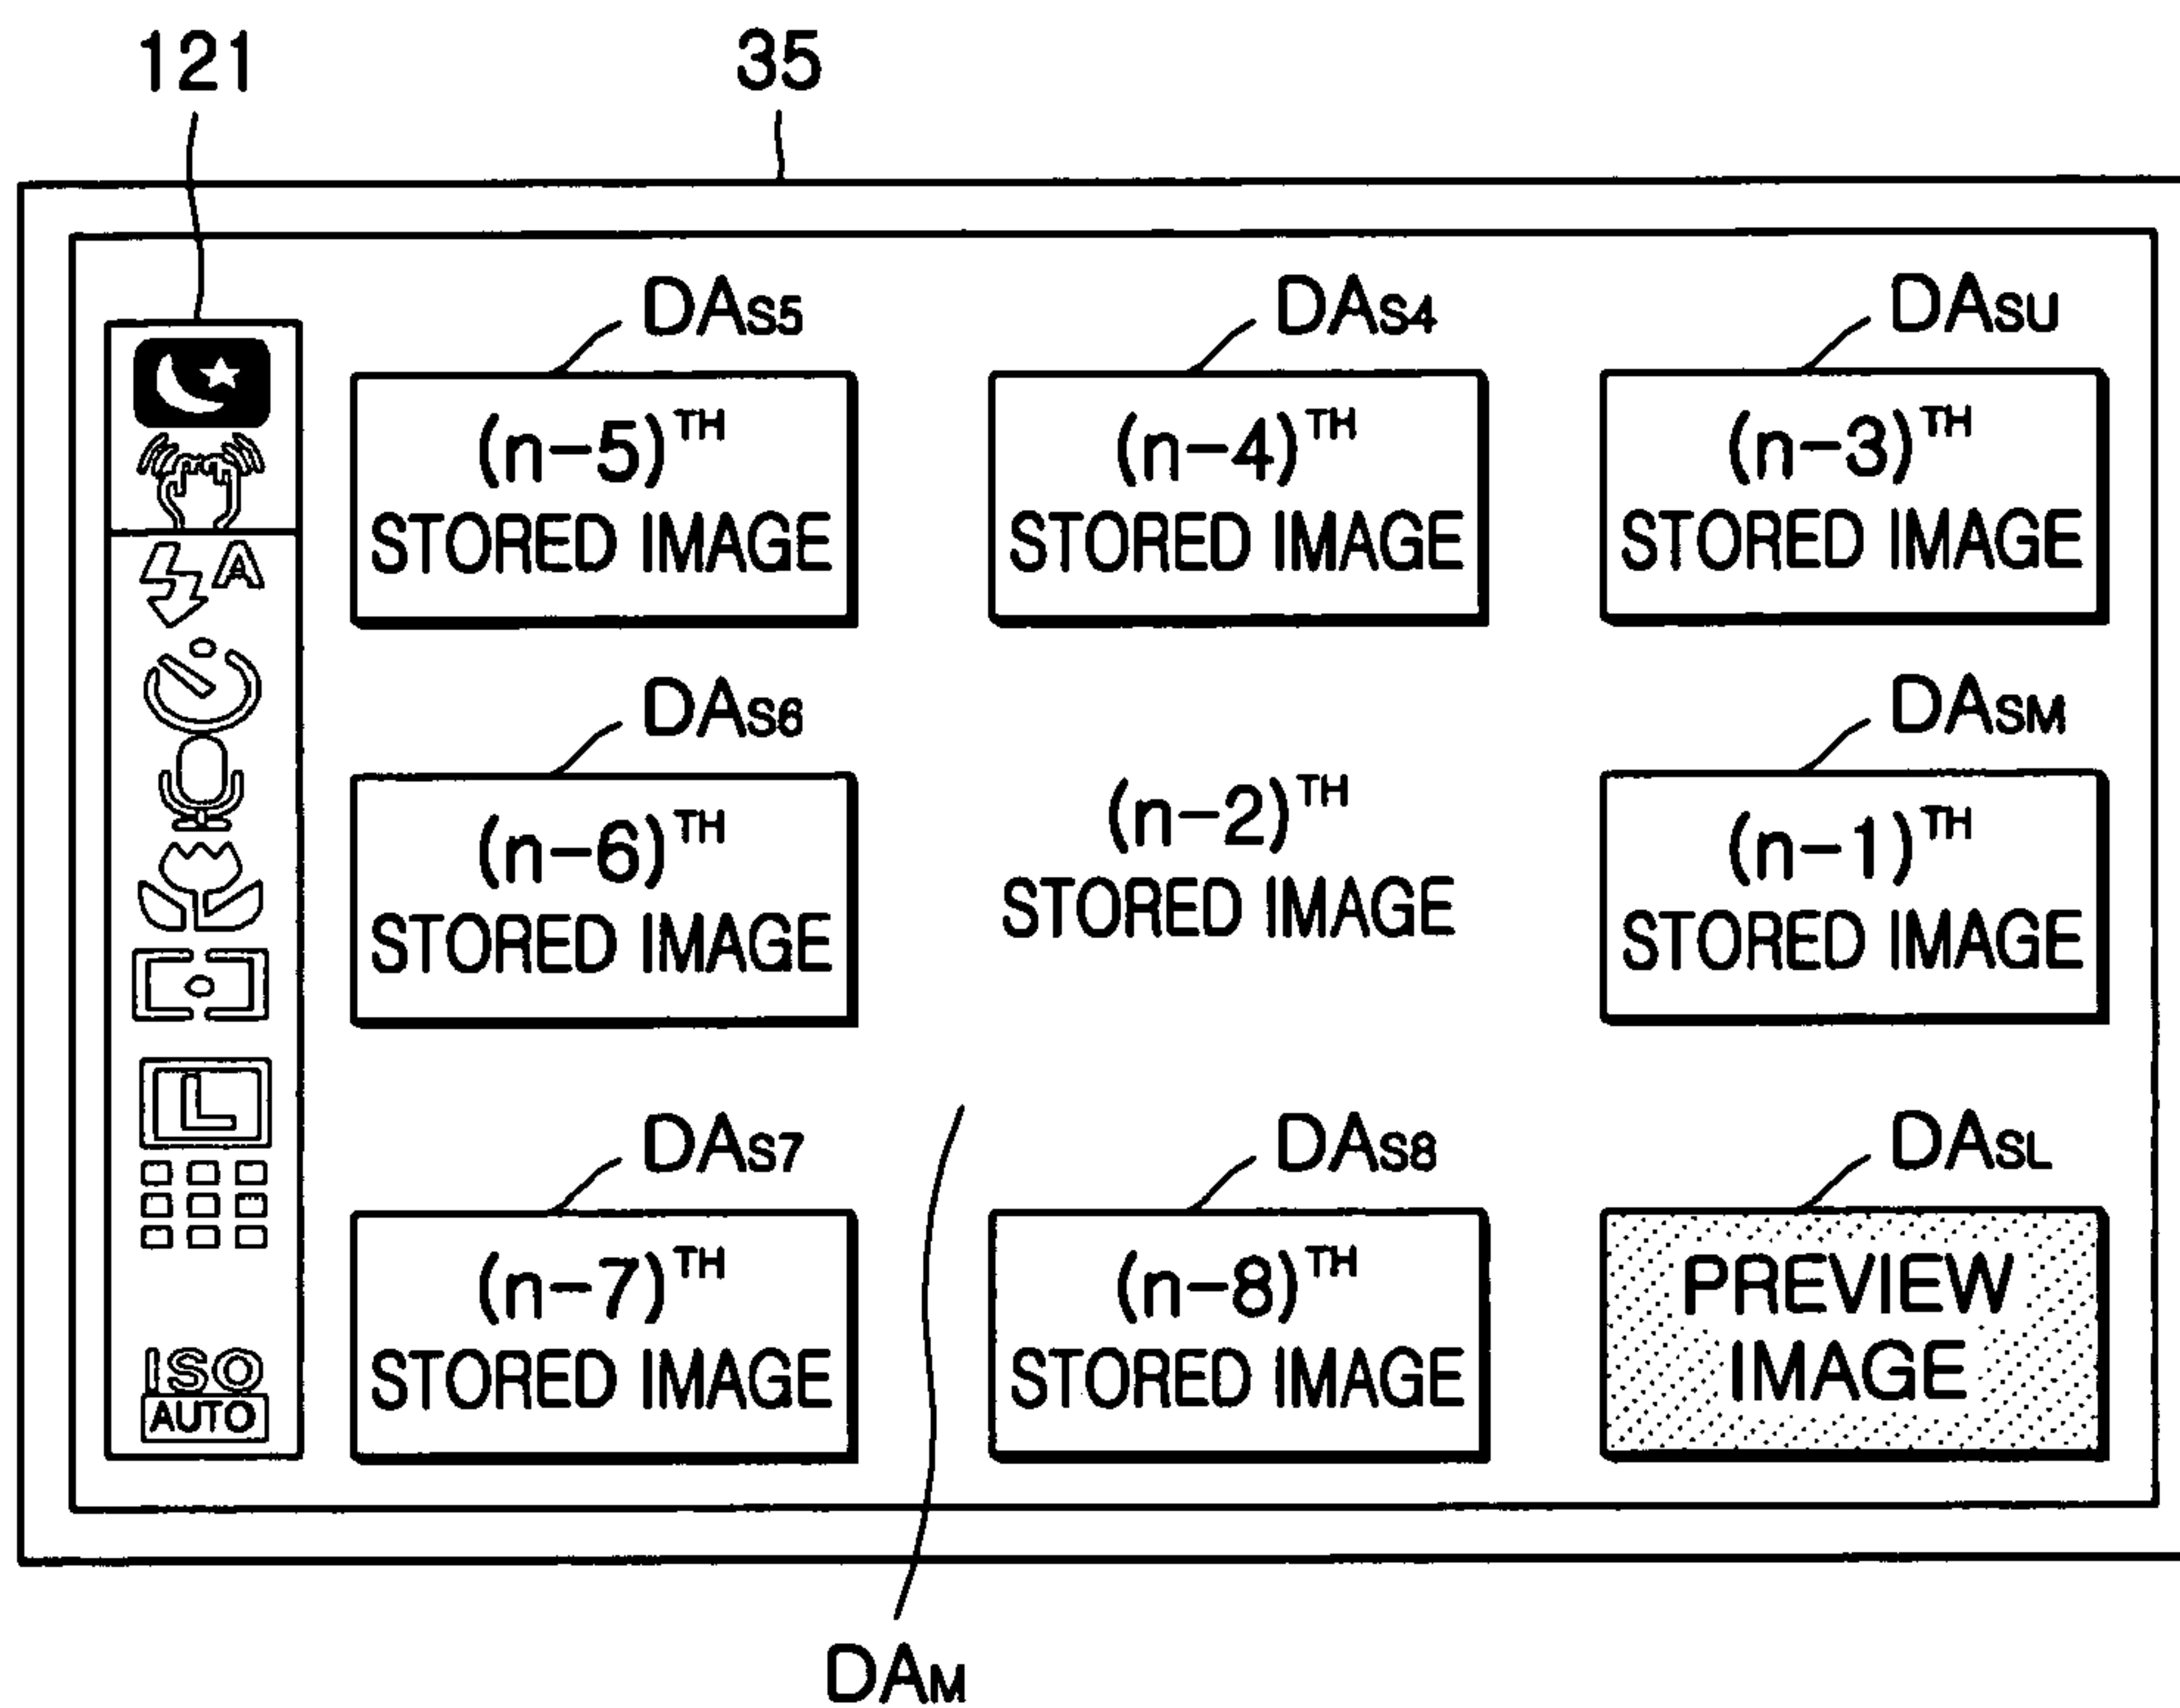 121
35
DAS5
DAS4
DASU
(n-5)TH
STORED IMAGE
(n-4)TH
STORED IMAGE
(n-3)TH
STORED IMAGE
A
DAS6
DASM
(n-6)TH
STORED IMAGE
(n-2)TH
STORED IMAGE
(n-1)TH
STORED IMAGE
L
DAS7
DAS8
DASL
(n-7)TH
STORED IMAGE
(n-8)TH
STORED IMAGE
PREVIEW
IMAGE
ISO
AUTO
DAM